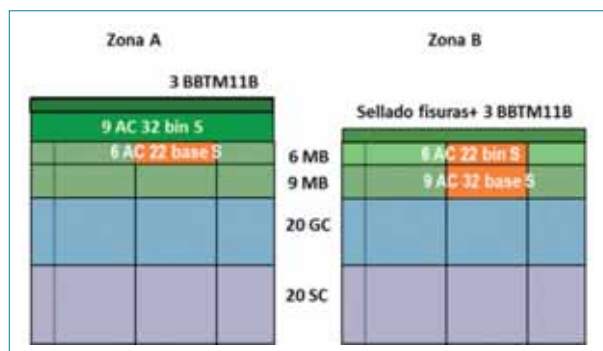 Zona A
Zona B
3 BBTM11B
Sellado fisuras+ 3 BBTM11B
9 AC 32 bin S
6 AC 22 base S
6 MB
6 AC 22 bin S
9 MB
9 AC 32 base S
20 GC
20 SC